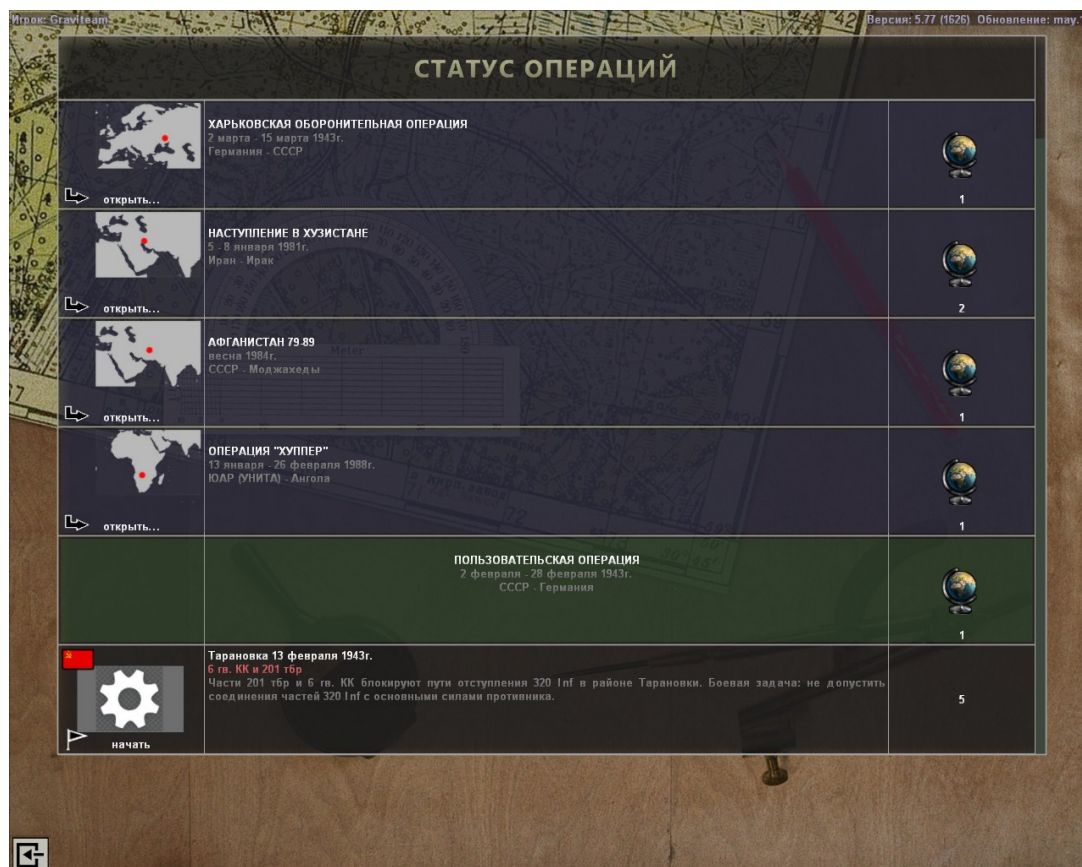 Игрок: Graviteam
Версия: 5.77 (1626) Обновление: may.
СТАТУС ОПЕРАЦИЙ
ХАРЬКОВСКАЯ ОБОРОНИТЕЛЬНАЯ ОПЕРАЦИЯ
2 марта - 15 марта 1943г.
Германия - СССР
открыть...
1
НАСТУПЛЕНИЕ В ХУЗИСТАНЕ
5 - 8 января 1981г.
Иран - Ирак
открыть...
2
АФГАНИСТАН 79-89
весна 1984г.
СССР - Моджахеды
открыть...
1
ОПЕРАЦИЯ "ХУППЕР"
13 января - 26 февраля 1988г.
ЮАР (УНИТА) - Ангола
открыть...
1
ПОЛЬЗОВАТЕЛЬСКАЯ ОПЕРАЦИЯ
2 февраля - 28 февраля 1943г.
СССР - Германия
1
Тарановка 13 февраля 1943г.
6 гв. КК и 201 тбр
Части 201 тбр и 6 гв. КК блокируют пути отступления 320 Inf в районе Тарановки. Боевая задача: не допустить
соединения частей 320 Inf с основными силами противника.
5
начать
42
40
39
Meter
72